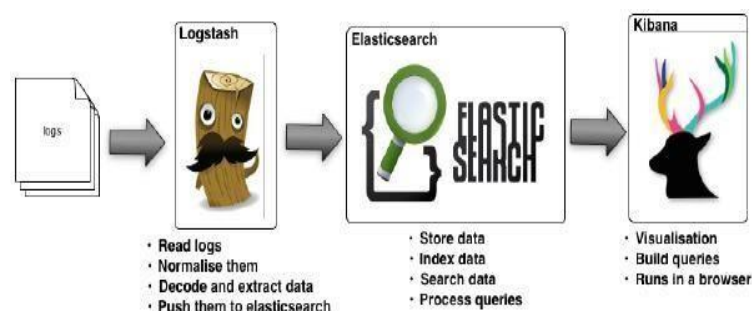 logs
Logstash
· Read logs
· Normalise them
· Decode and extract data
· Push them to elasticsearch
Elasticsearch
ELASTIC
SEARCH
· Store data
· Index data
· Search data
· Process queries
Kibana
· Visualisation
· Build queries
· Runs in a browser